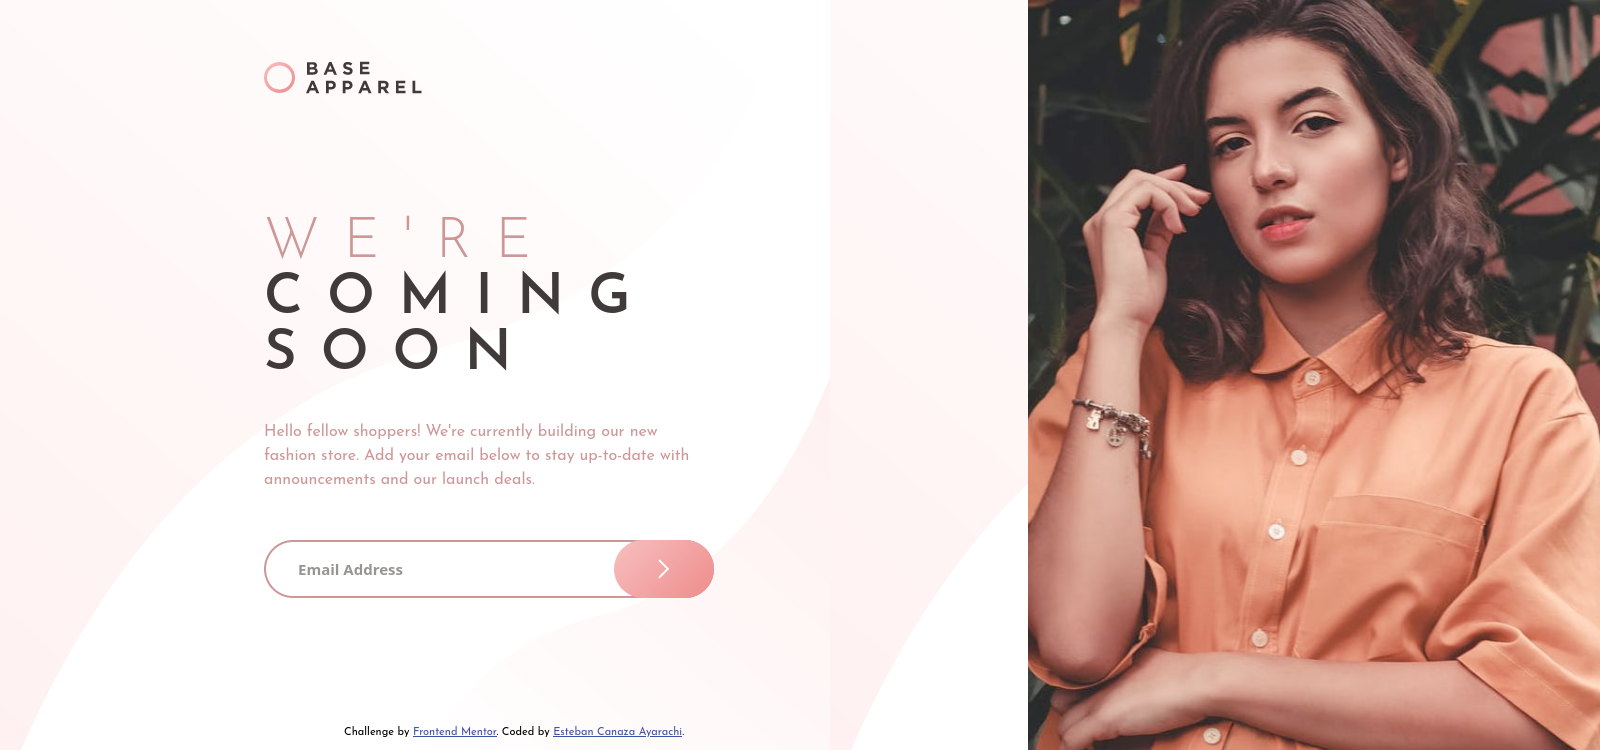 BASE
APPAREL
WE'RE
COMING
SOON
Hello fellow shoppers! We're currently building our new
fashion store. Add your email below to stay up-to-date with
announcements and our launch deals.
Email Address
Challenge by Frontend Mentor. Coded by Esteban Canaza Ayarachi.